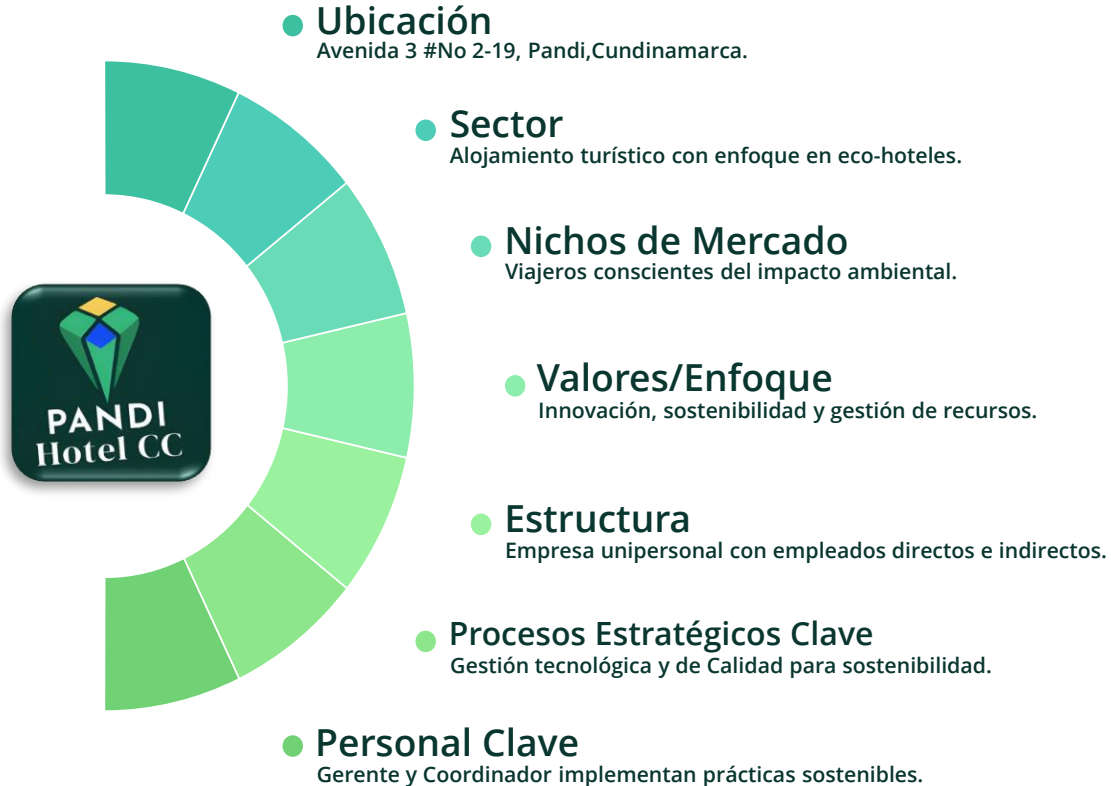 Ubicación
Avenida 3 #No 2-19, Pandi,Cundinamarca.
Sector
Alojamiento turístico con enfoque en eco-hoteles.
Nichos de Mercado
Viajeros conscientes del impacto ambiental.
PANDI
Hotel CC
Valores/Enfoque
Innovación, sostenibilidad y gestión de recursos.
Estructura
Empresa unipersonal con empleados directos e indirectos.
Procesos Estratégicos Clave
Gestión tecnológica y de Calidad para sostenibilidad.
Personal Clave
Gerente y Coordinador implementan prácticas sostenibles.